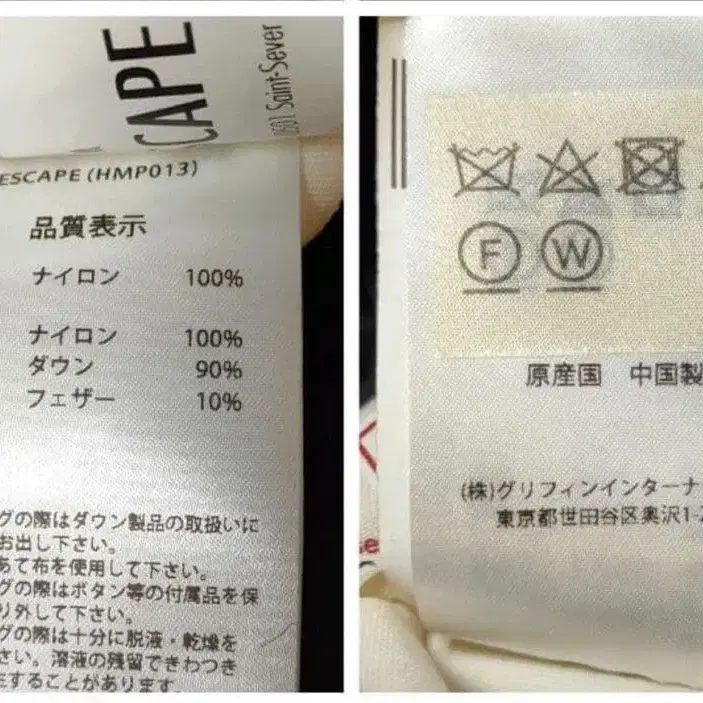 CAPE
Saint-Sever
ESCAPE (HMP013)
品質表示
ナイロン 100%
ナイロン 100%
ダウン 90%
フェザー 10%
グの際はダウン製品の取扱いに
お出し下さい。
あて布を使用して下さい。
グの際はボタン等の付属品を保
り外して下さい。
グの際は十分に脱液・乾燥を
さい。溶液の残留できわつき
生することがあります。
F W
原産国 中国製
(株)グリフィンインターナ
東京都世田谷区奥沢1-2
se